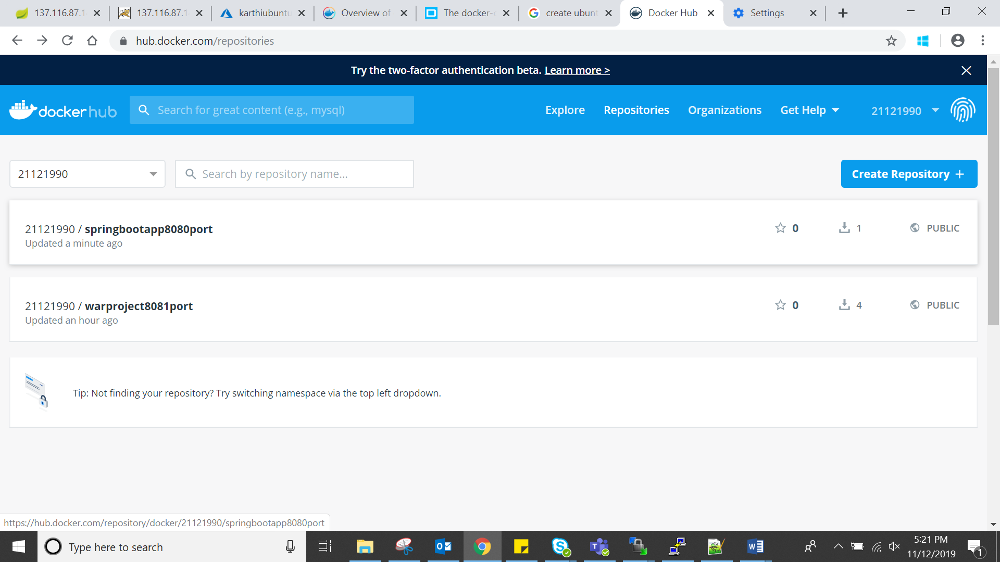 137.116.87.1
137.116.87.1
karthiubuntu
Overview of
The docker-
create ubunt
Docker Hub
Settings
hub.docker.com/repositories
Try the two-factor authentication beta. Learn more >
docker hub
Search for great content (e.g., mysql)
Explore
Repositories
Organizations
Get Help
21121990
21121990
Search by repository name...
Create Repository +
21121990 / springbootapp8080port
0
1
PUBLIC
Updated a minute ago
21121990 / warproject8081port
0
4
PUBLIC
Updated an hour ago
Tip: Not finding your repository? Try switching namespace via the top left dropdown.
https://hub.docker.com/repository/docker/21121990/springbootapp8080port
Type here to search
5:21 PM
11/12/2019
1